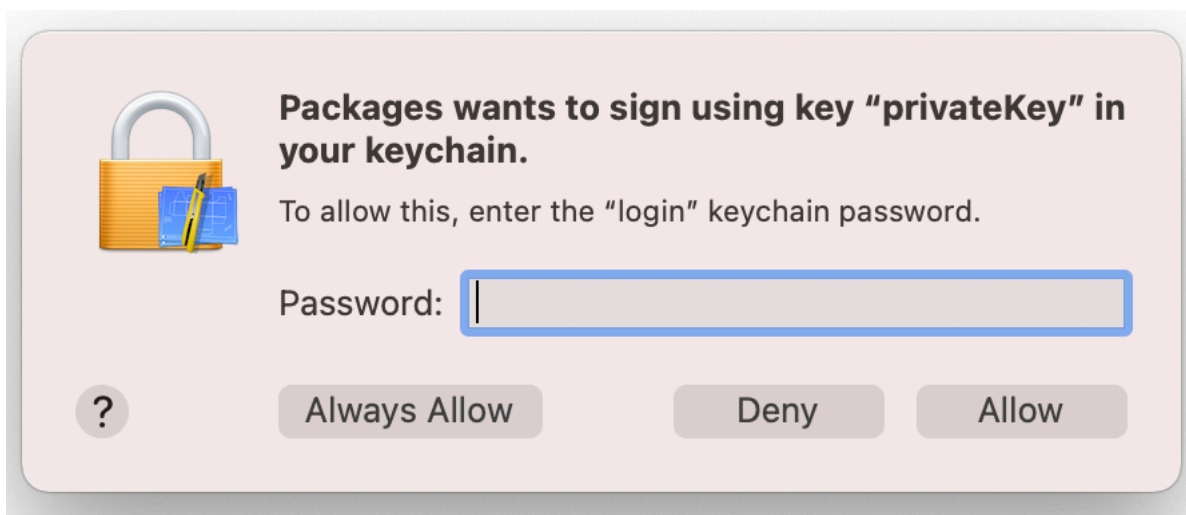 Packages wants to sign using key “privateKey” in
your keychain.
To allow this, enter the “login” keychain password.
Password:
?
Always Allow
Deny
Allow